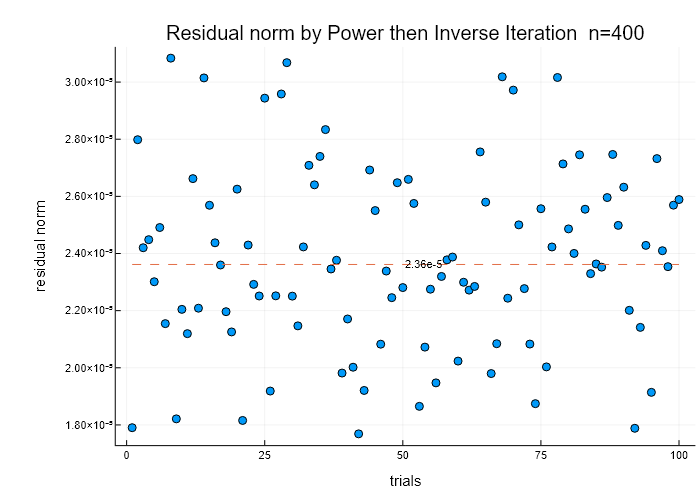 Residual norm by Power then Inverse Iteration n=400
residual norm
3.00×10⁻⁵
2.80×10⁻⁵
2.60×10⁻⁵
2.40×10⁻⁵
2.20×10⁻⁵
2.00×10⁻⁵
1.80×10⁻⁵
2.36e-5
0 25 50 75 100
trials